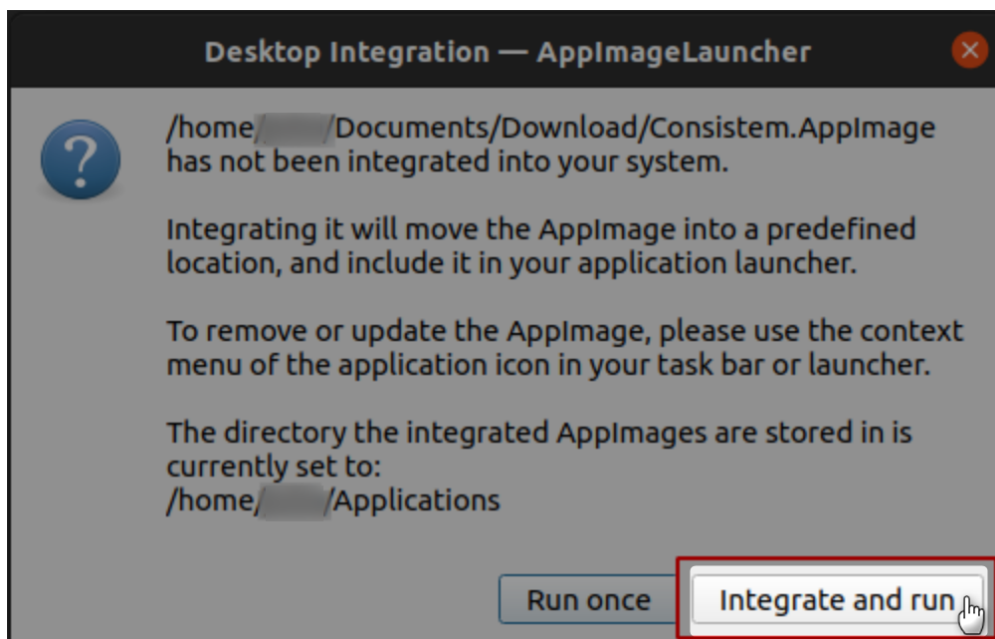 Desktop Integration — AppImageLauncher
/home/ /Documents/Download/Consistem.AppImage
has not been integrated into your system.
Integrating it will move the AppImage into a predefined
location, and include it in your application launcher.
To remove or update the AppImage, please use the context
menu of the application icon in your task bar or launcher.
The directory the integrated AppImages are stored in is
currently set to:
/home/ /Applications
Run once
Integrate and run